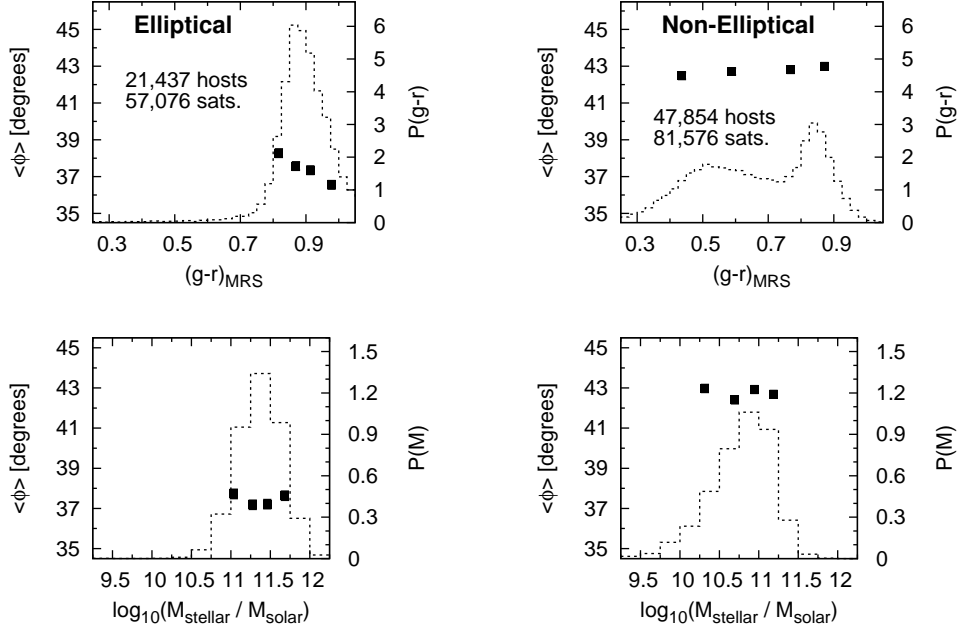 Elliptical
21,437 hosts
57,076 sats.
<ϕ> [degrees]
45
43
41
39
37
35
P(g-r)
6
5
4
3
2
1
0
0.3 0.5 0.7 0.9
(g-r)MRS
Non-Elliptical
47,854 hosts
81,576 sats.
<ϕ> [degrees]
45
43
41
39
37
35
P(g-r)
6
5
4
3
2
1
0
0.3 0.5 0.7 0.9
(g-r)MRS
<ϕ> [degrees]
45
43
41
39
37
35
P(M)
1.5
1.2
0.9
0.6
0.3
0
9.5 10 10.5 11 11.5 12
log10(Mstellar / Msolar)
<ϕ> [degrees]
45
43
41
39
37
35
P(M)
1.5
1.2
0.9
0.6
0.3
0
9.5 10 10.5 11 11.5 12
log10(Mstellar / Msolar)